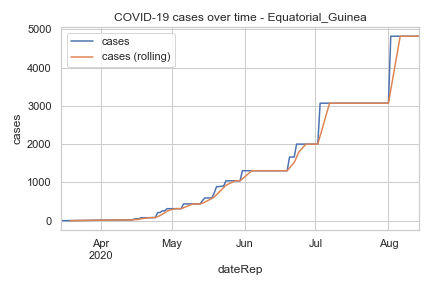 COVID-19 cases over time - Equatorial_Guinea
cases
cases (rolling)
5000
4000
3000
2000
1000
0
cases
Apr
2020
May
Jun
Jul
Aug
dateRep